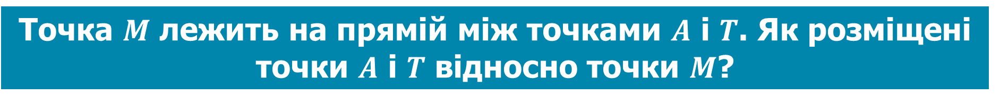 Точка M лежить на прямій між точками A і T. Як розміщені
точки A і T відносно точки M?